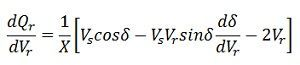 dQ_r/dV_r = 1/X [V_s cosδ − V_s V_r sinδ dδ/dV_r − 2V_r]